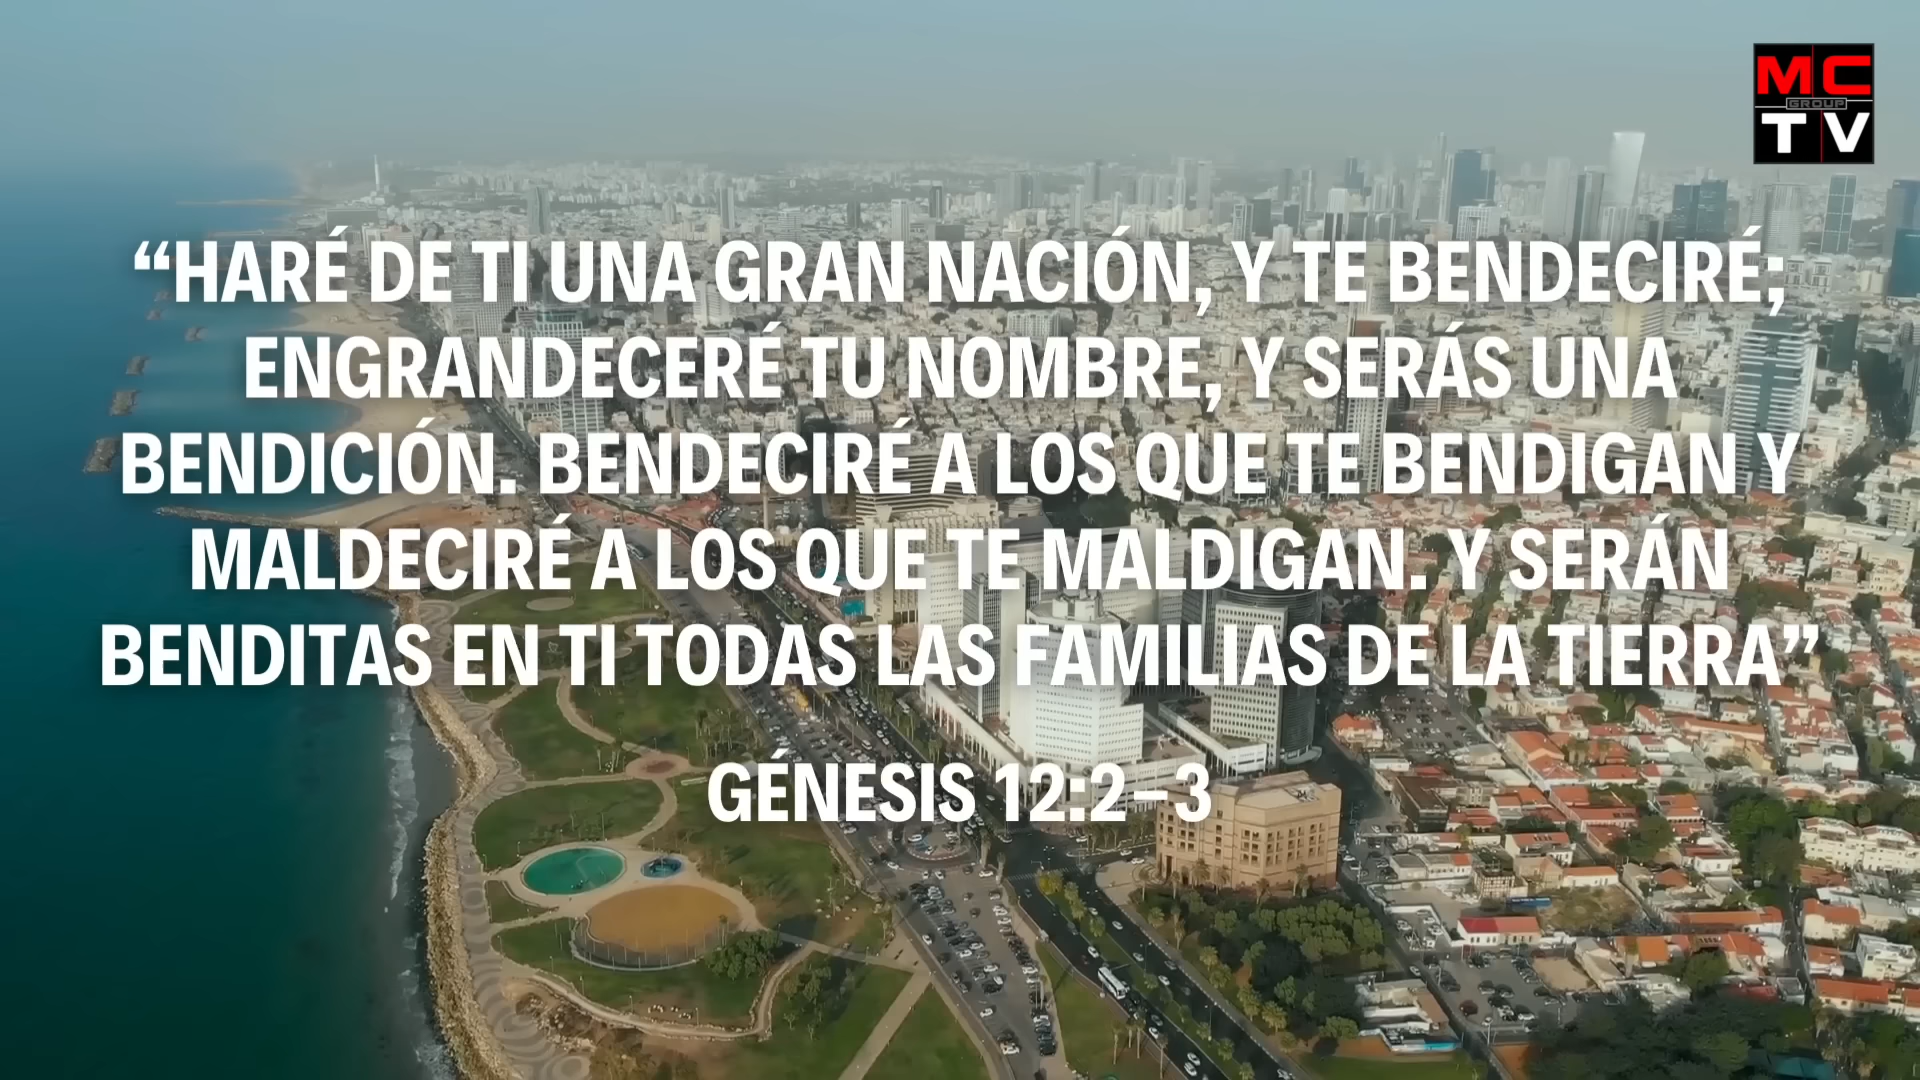 MC
GROUP
TV
“HARÉ DE TI UNA GRAN NACIÓN, Y TE BENDECIRÉ;
ENGRANDECERÉ TU NOMBRE, Y SERÁS UNA
BENDICIÓN. BENDECIRÉ A LOS QUE TE BENDIGAN Y
MALDECIRÉ A LOS QUE TE MALDIGAN. Y SERÁN
BENDITAS EN TI TODAS LAS FAMILIAS DE LA TIERRA”
GÉNESIS 12:2–3